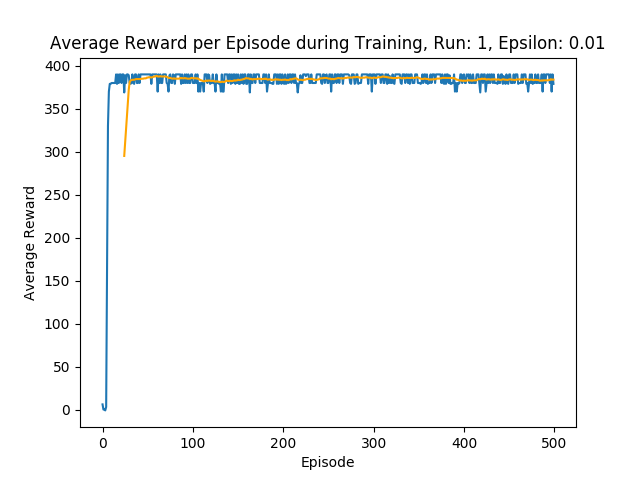 Average Reward per Episode during Training, Run: 1, Epsilon: 0.01
400
350
300
250
200
150
100
50
0
Average Reward
0 100 200 300 400 500
Episode